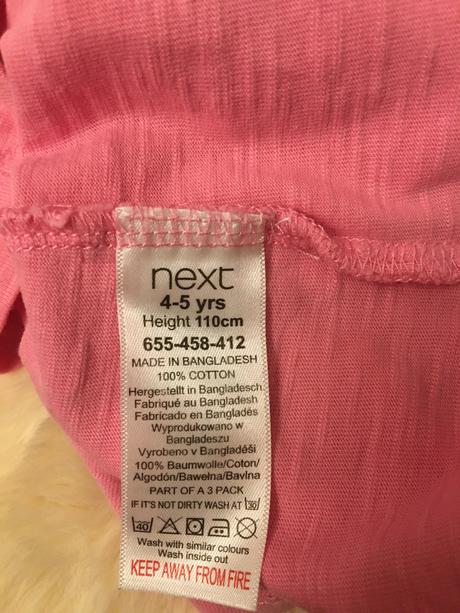 next
4-5 yrs
Height 110cm
655-458-412
MADE IN BANGLADESH
100% COTTON
Hergestellt in Bangladesch
Fabriqué au Bangladesh
Fabricado en Bangladés
Wyprodukowano w
Bangladeszu
Vyrobeno v Bangladéši
100% Baumwolle/Coton/
Algodón/Bawełna/Bavlna
PART OF A 3 PACK
IF IT'S NOT DIRTY WASH AT 30
40
Wash with similar colours
Wash inside out
KEEP AWAY FROM FIRE